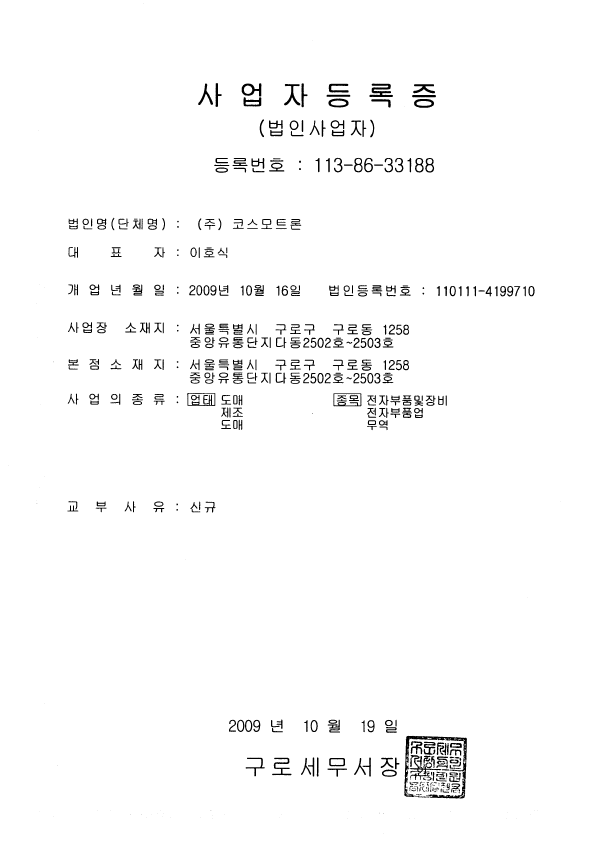 사 업 자 등 록 증
(법인사업자)
등록번호 : 113-86-33188
법인명(단체명) : (주) 코스모트론
대 표 자 : 이호식
개 업 년 월 일 : 2009년 10월 16일 법인등록번호 : 110111-4199710
사업장 소재지 : 서울특별시 구로구 구로동 1258
중앙유통단지다동2502호~2503호
본 정 소 재 지 : 서울특별시 구로구 구로동 1258
중앙유통단지다동2502호~2503호
사 업 의 종 류 : 업태 도매 종목 전자부품및장비
제조 전자부품업
도매 무역
교 부 사 유 : 신규
2009 년 10 월 19 일
구로세무서장